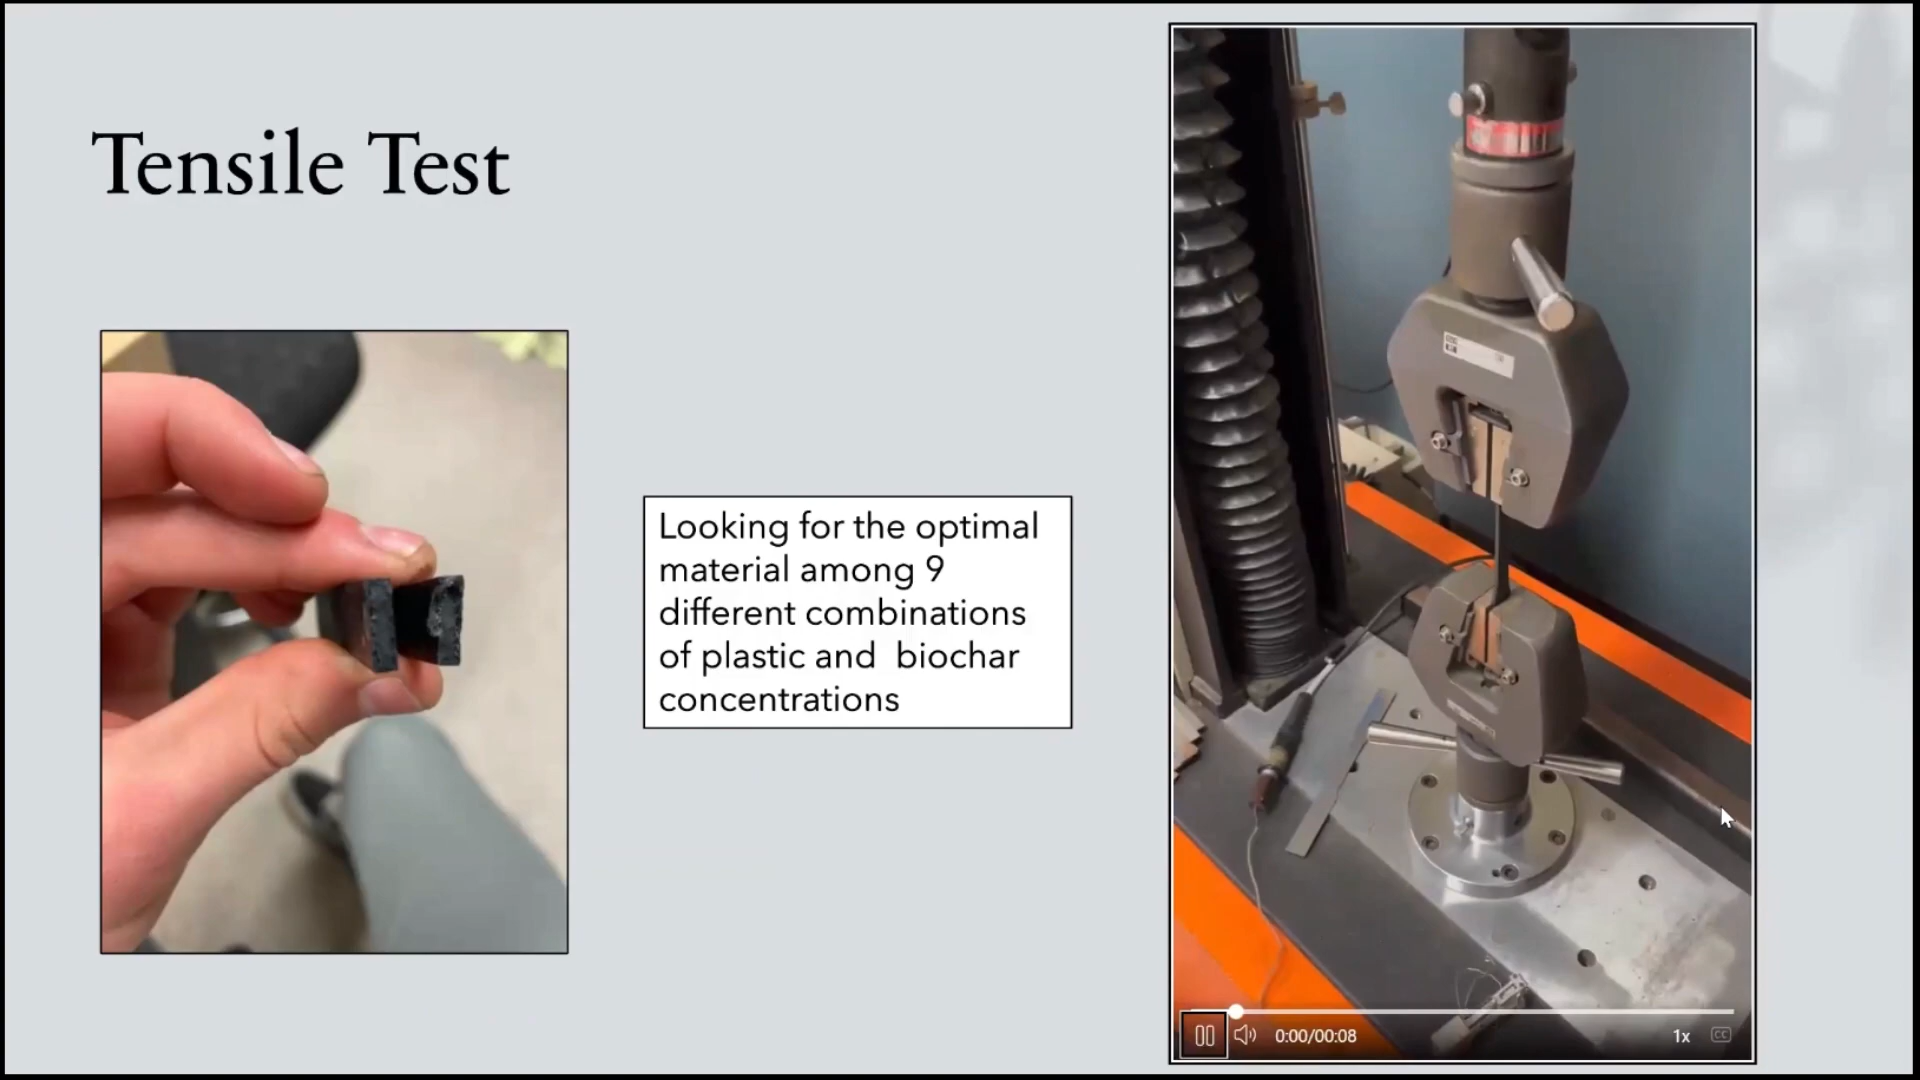 Tensile Test
Looking for the optimal
material among 9
different combinations
of plastic and  biochar
concentrations
0:00/00:08
1x
CC